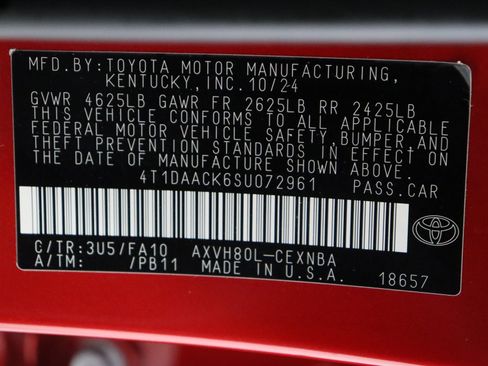 MFD.BY:TOYOTA MOTOR MANUFACTURING,
KENTUCKY,INC.10/24
GVWR 4625LB GAWR FR 2625LB RR 2425LB
THIS VEHICLE CONFORMS TO ALL APPLICABLE
FEDERAL MOTOR VEHICLE SAFETY,BUMPER,AND
THEFT PREVENTION STANDARDS IN EFFECT ON
THE DATE OF MANUFACTURE SHOWN ABOVE.
4T1DAACK6SU072961 PASS.CAR
C/TR:3U5/FA10 AXVH80L-CEXNBA
A/TM: /PB11 MADE IN U.S.A. 18657